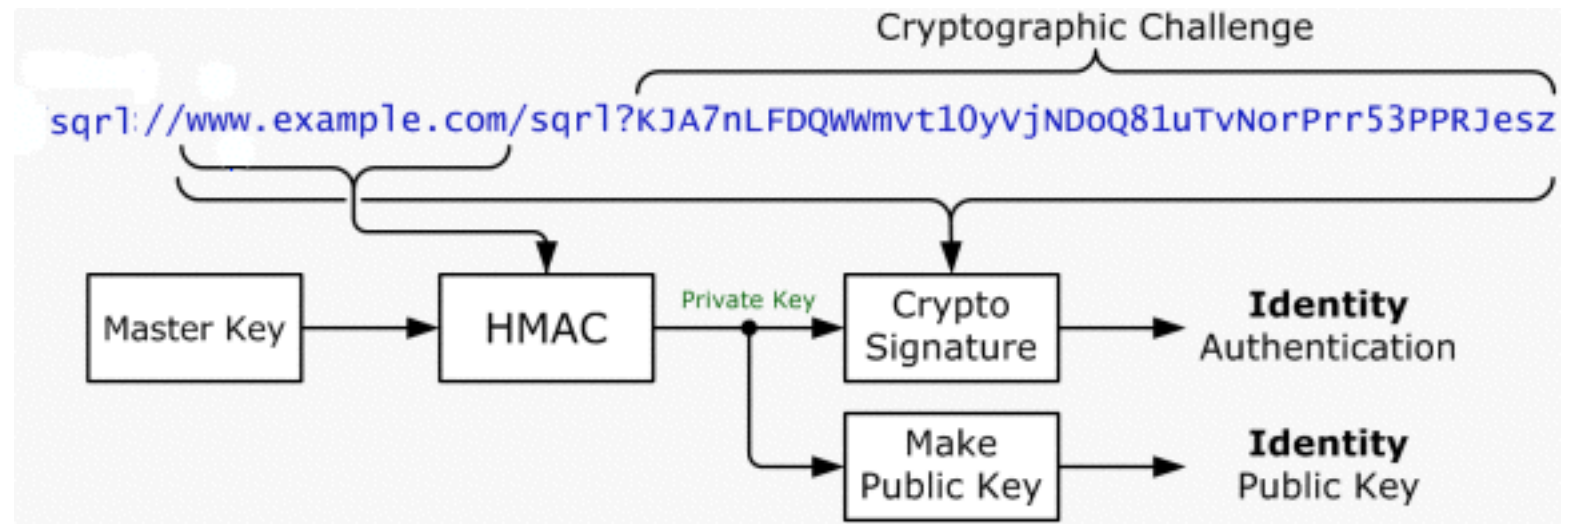 Cryptographic Challenge
sqrl://www.example.com/sqrl?KJA7nLFDQWWmvt10yVjNDoQ81uTvNorPrr53PPRJesz
Master Key
HMAC
Private Key
Crypto
Signature
Identity
Authentication
Make
Public Key
Identity
Public Key